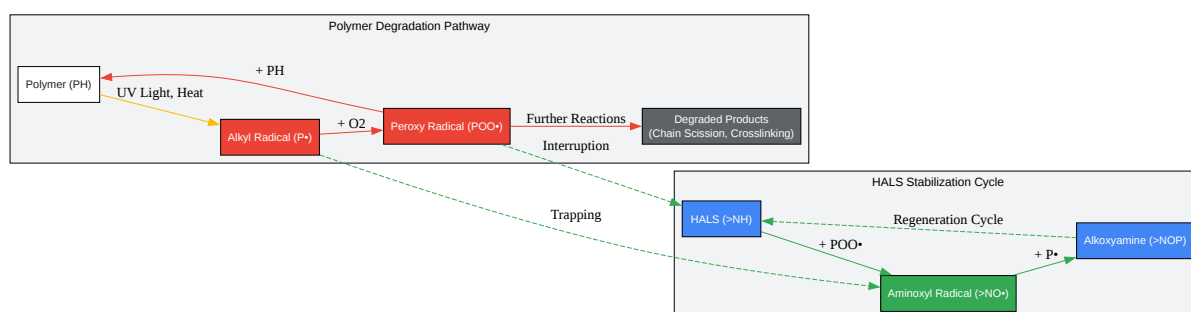 Polymer Degradation Pathway
+ PH
Polymer (PH)
UV Light, Heat
Alkyl Radical (P•)
+ O2
Peroxy Radical (POO•)
Further Reactions
Degraded Products
(Chain Scission, Crosslinking)
Interruption
Trapping
HALS Stabilization Cycle
HALS (>NH)
Regeneration Cycle
Alkoxyamine (>NOP)
+ POO•
+ P•
Aminoxyl Radical (>NO•)